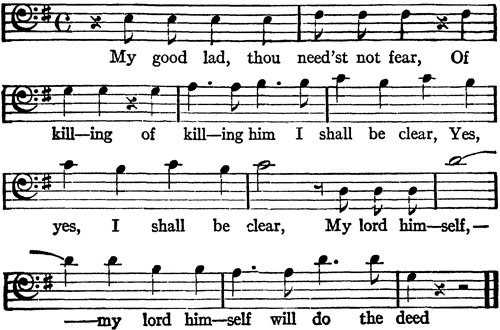 My good lad, thou need'st not fear, Of
kill—ing of kill—ing him I shall be clear, Yes,
yes, I shall be clear, My lord him—self,—
——my lord him—self will do the deed